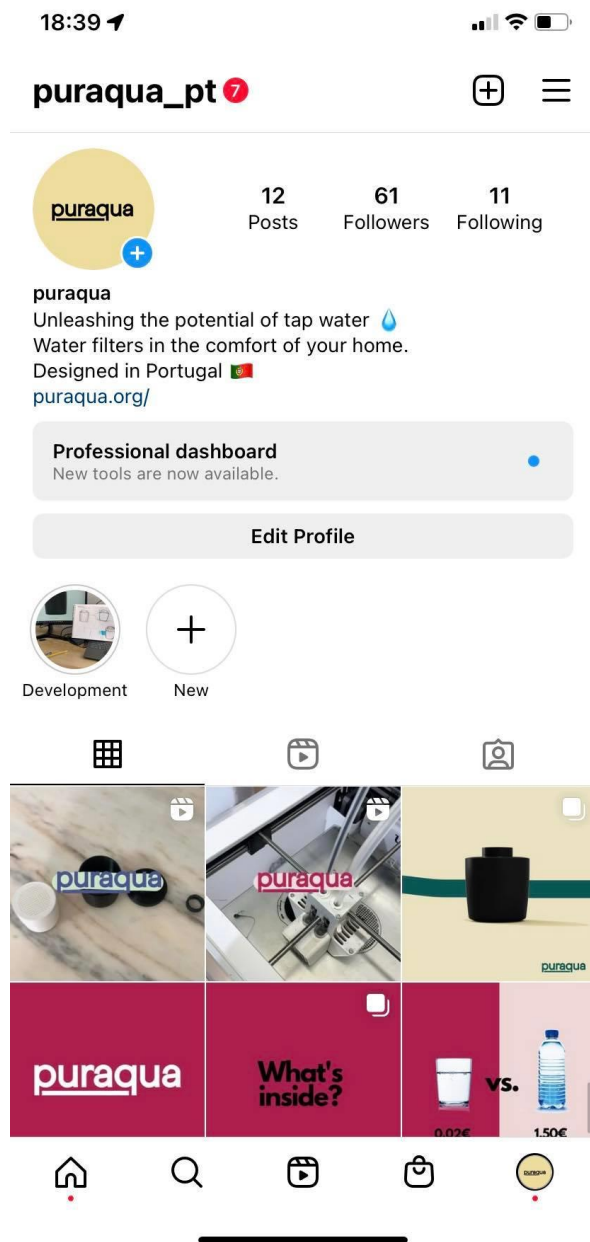 18:39
puraqua_pt 7
puraqua
12 61 11
Posts Followers Following
puraqua
Unleashing the potential of tap water 💧
Water filters in the comfort of your home.
Designed in Portugal 🇵🇹
puraqua.org/
Professional dashboard
New tools are now available.
Edit Profile
Development New
puraqua puraqua
puraqua
puraqua
What's
inside?
vs.
0.02€ 1.50€
puraqua